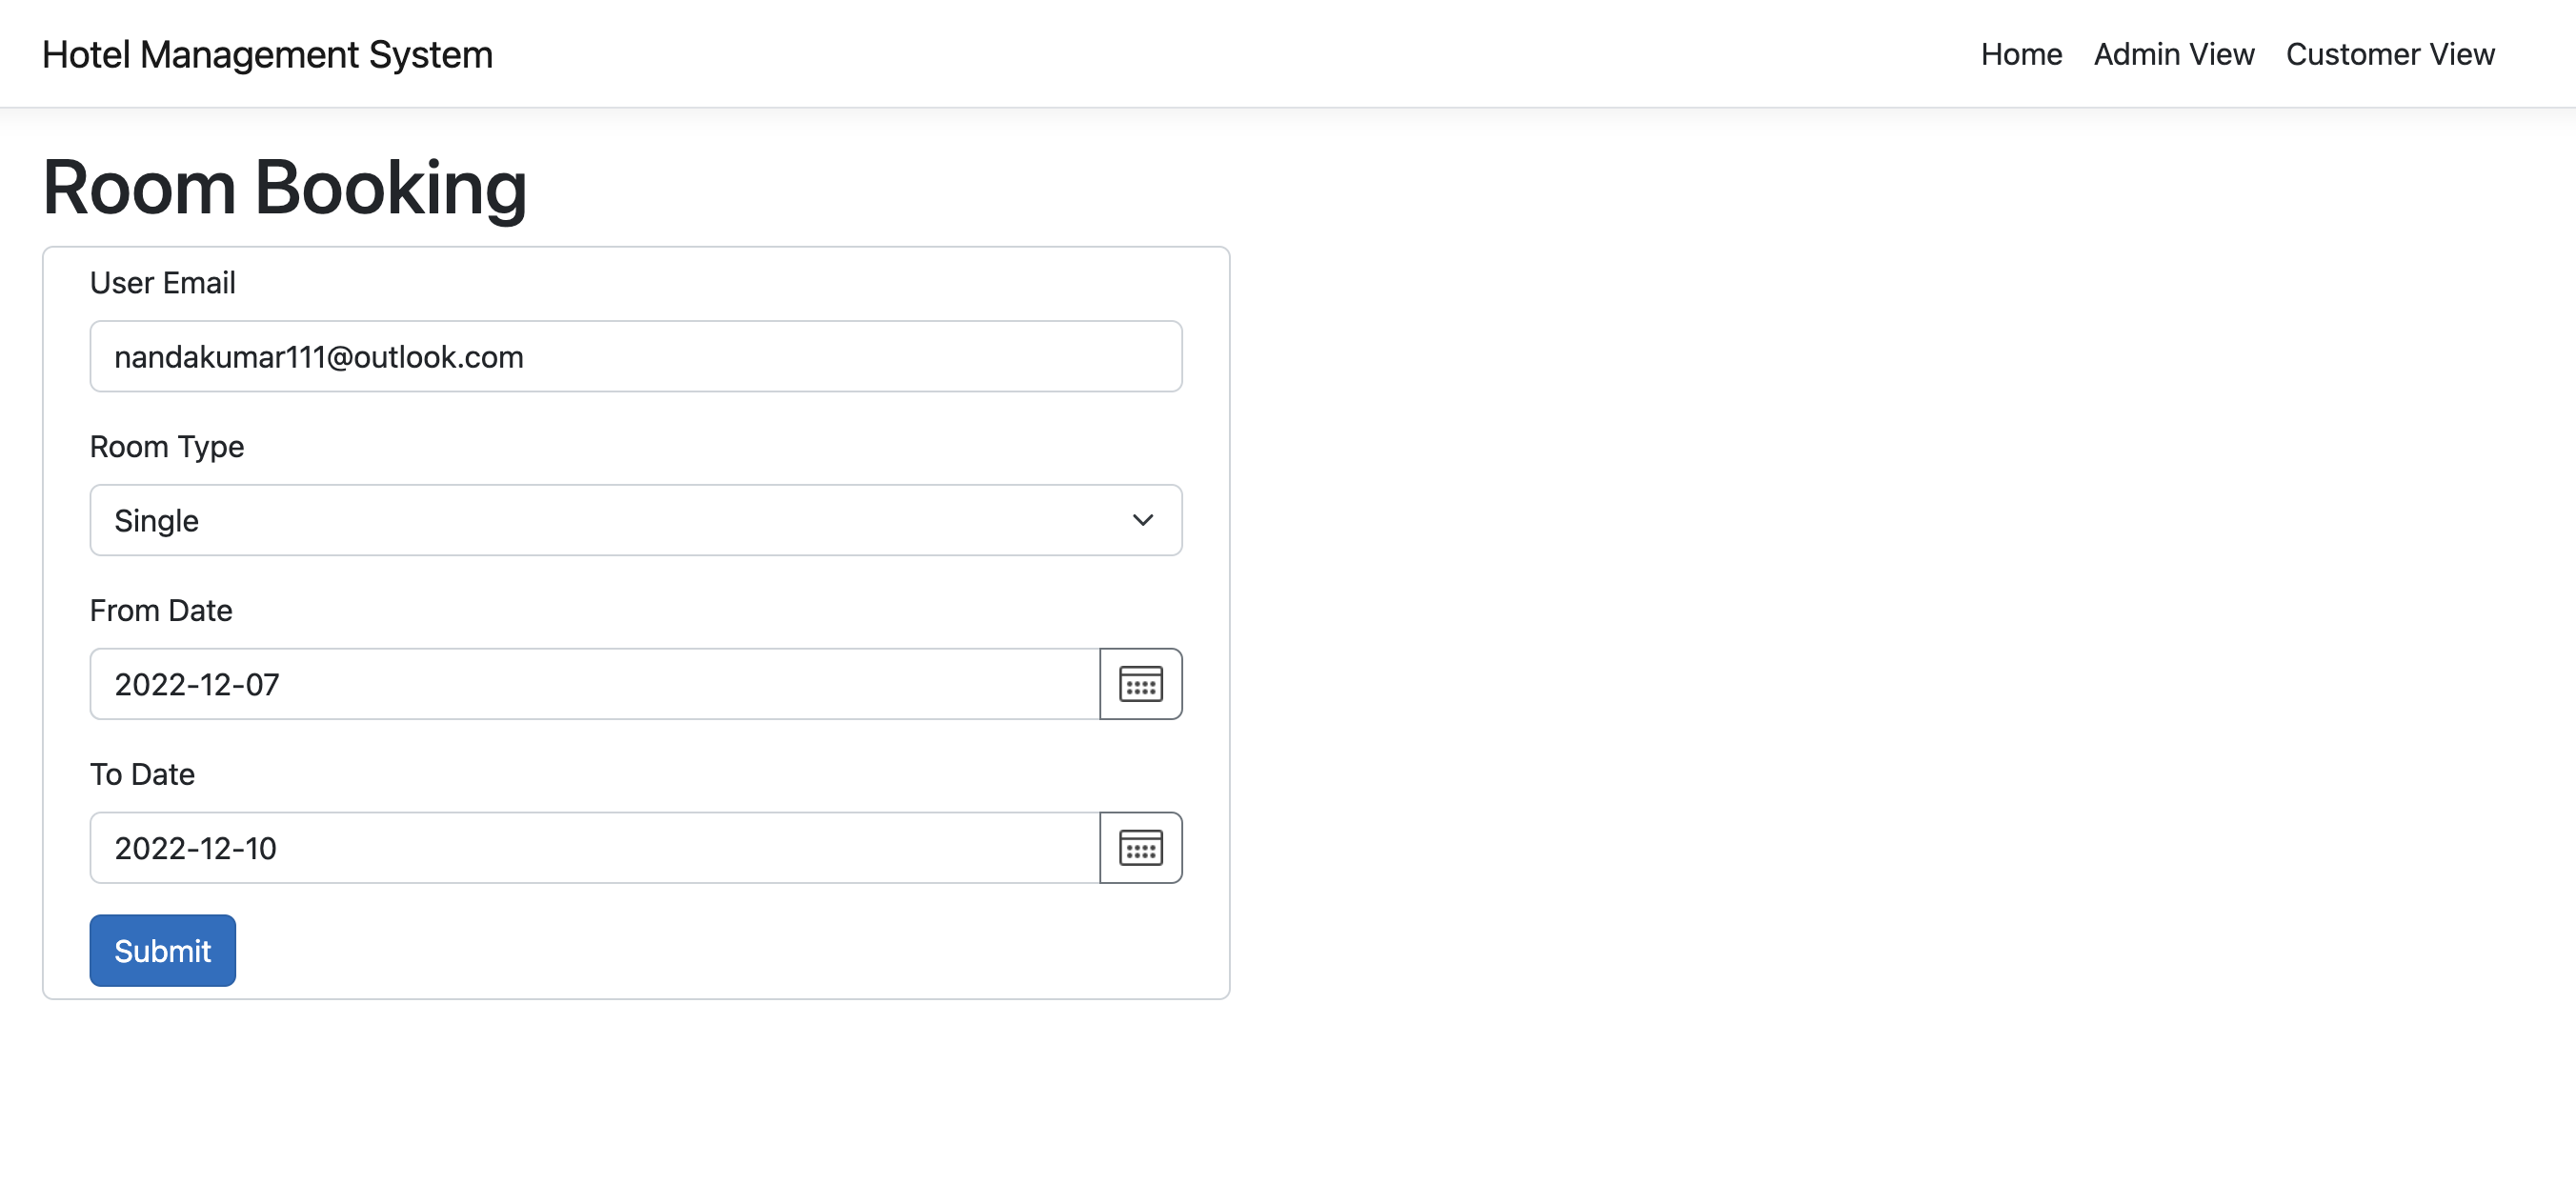 Hotel Management System
Home Admin View Customer View
Room Booking
User Email
nandakumar111@outlook.com
Room Type
Single
From Date
2022-12-07
To Date
2022-12-10
Submit